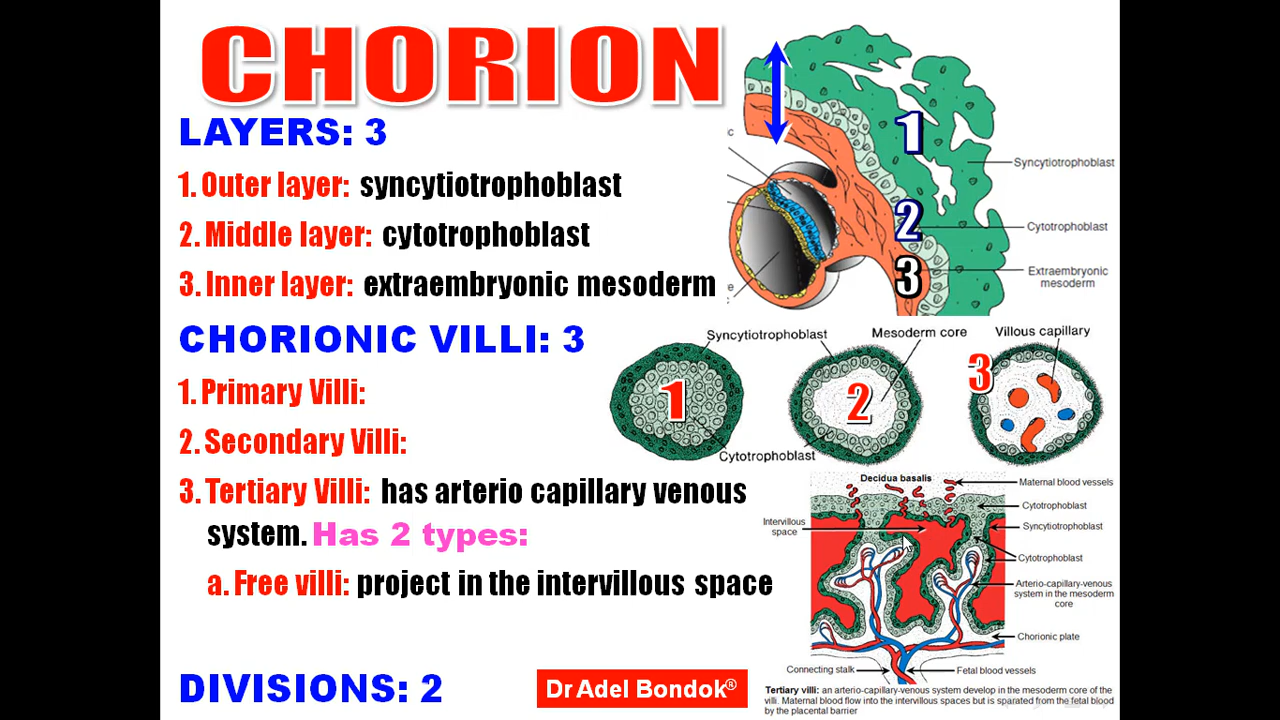 CHORION
LAYERS: 3
1. Outer layer: syncytiotrophoblast
2. Middle layer: cytotrophoblast
3. Inner layer: extraembryonic mesoderm
1
2
3
Syncytiotrophoblast
Cytotrophoblast
Extraembryonic
mesoderm
CHORIONIC VILLI: 3
1. Primary Villi:
2. Secondary Villi:
3. Tertiary Villi: has arterio capillary venous
system. Has 2 types:
a. Free villi: project in the intervillous space
Syncytiotrophoblast
Mesoderm core
Villous capillary
1
2
3
Cytotrophoblast
Decidua basalis
Maternal blood vessels
Cytotrophoblast
Intervillous
space
Syncytiotrophoblast
Cytotrophoblast
Arterio-capillary-venous
system in the mesoderm
core
Chorionic plate
Connecting stalk
Fetal blood vessels
Tertiary villi: an arterio-capillary-venous system develop in the mesoderm core of the
villi. Maternal blood flow into the intervillous spaces but is sparated from the fetal blood
by the placental barrier
DIVISIONS: 2
Dr Adel Bondok®